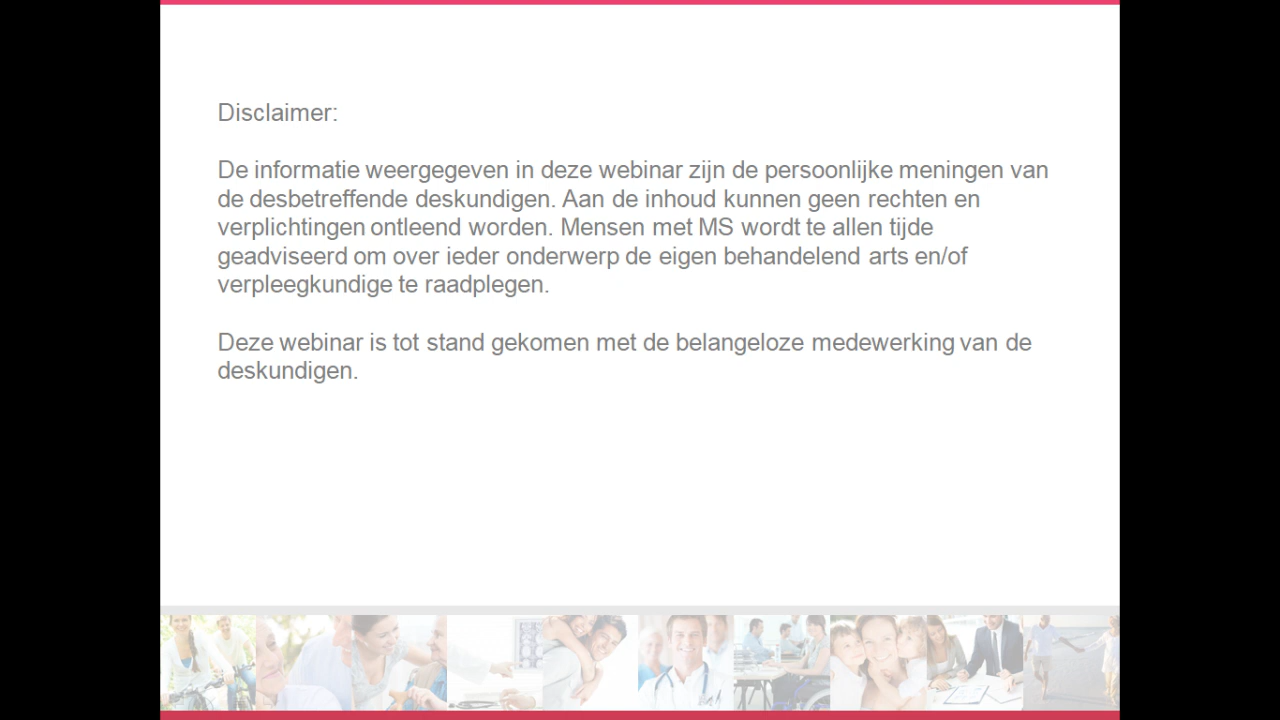 Disclaimer:
De informatie weergegeven in deze webinar zijn de persoonlijke meningen van
de desbetreffende deskundigen. Aan de inhoud kunnen geen rechten en
verplichtingen ontleend worden. Mensen met MS wordt te allen tijde
geadviseerd om over ieder onderwerp de eigen behandelend arts en/of
verpleegkundige te raadplegen.
Deze webinar is tot stand gekomen met de belangeloze medewerking van de
deskundigen.